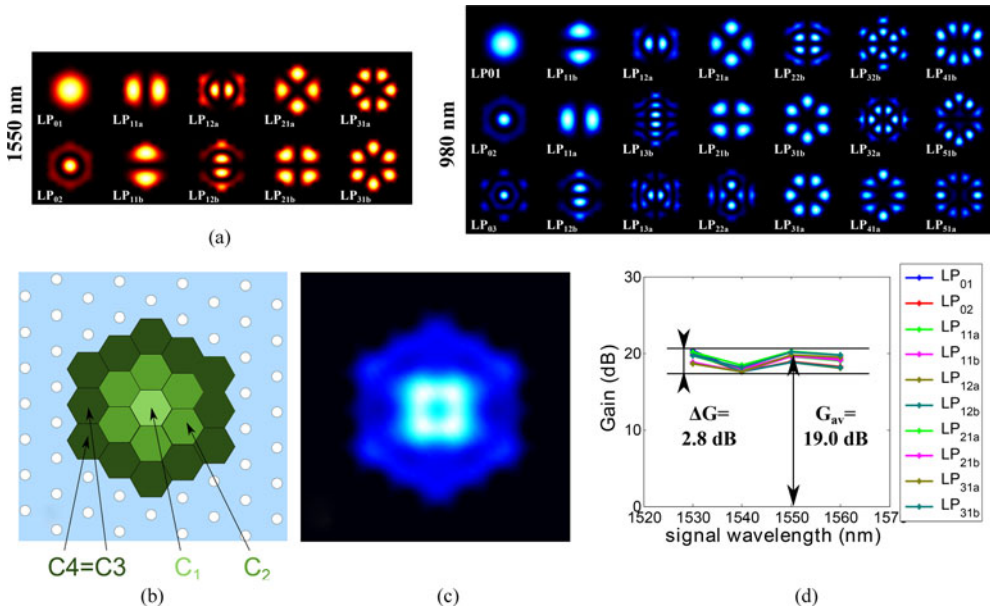 1550 nm
LP01 LP11a LP12a LP21a LP31a
LP02 LP11b LP12b LP21b LP31b
(a)
980 nm
LP01 LP11b LP12a LP21a LP22b LP32b LP41b
LP02 LP11a LP13b LP21b LP31b LP32a LP51b
LP03 LP12b LP13a LP22a LP31a LP41a LP51a
C4=C3 C1 C2
(b)
(c)
Gain (dB)
30
20
10
0
ΔG=
2.8 dB
Gav=
19.0 dB
1520 1530 1540 1550 1560 157
signal wavelength (nm)
LP01
LP02
LP11a
LP11b
LP12a
LP12b
LP21a
LP21b
LP31a
LP31b
(d)